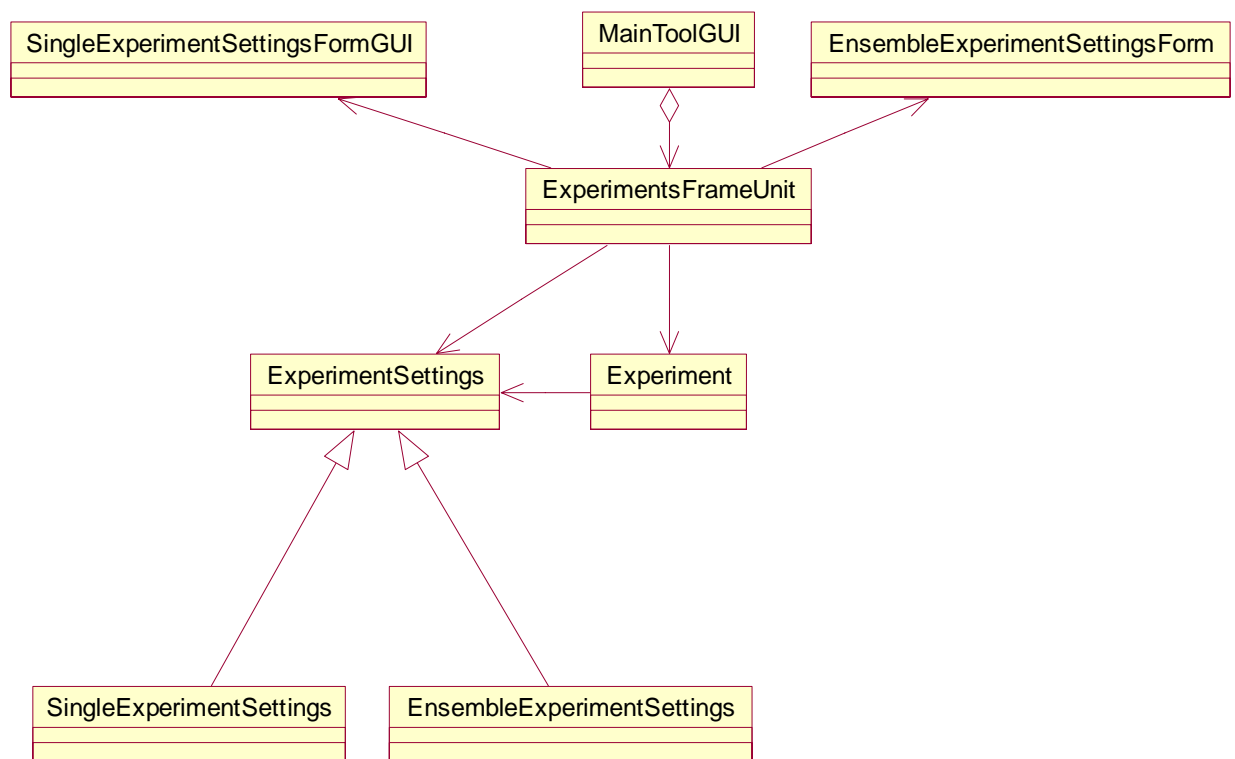 SingleExperimentSettingsFormGUI
MainToolGUI
EnsembleExperimentSettingsForm
ExperimentsFrameUnit
ExperimentSettings
Experiment
SingleExperimentSettings
EnsembleExperimentSettings